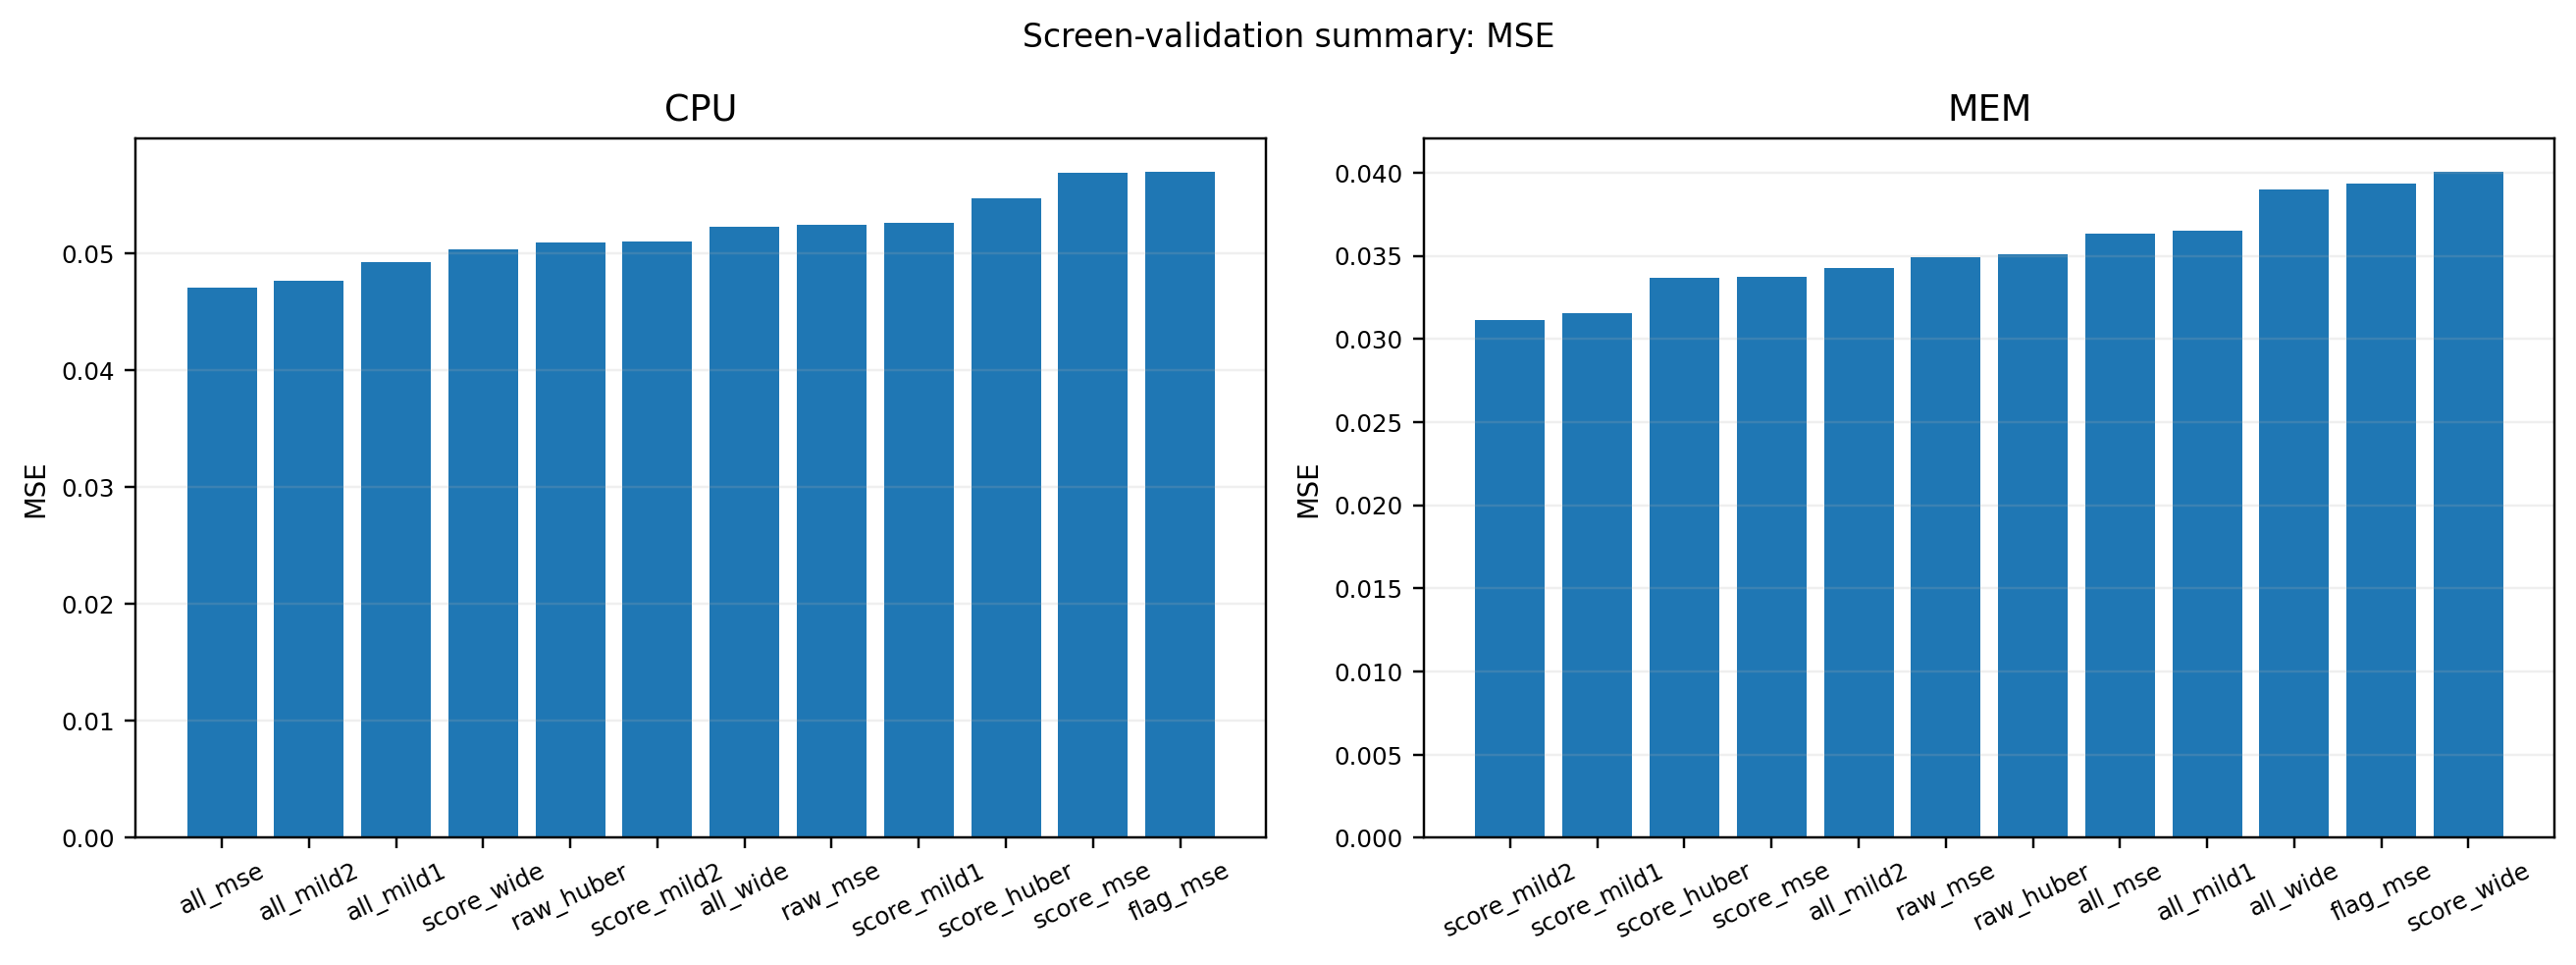 Screen-validation summary: MSE
CPU
MSE
0.05
0.04
0.03
0.02
0.01
0.00
all_mse
all_mild2
all_mild1
score_wide
raw_huber
score_mild2
all_wide
raw_mse
score_mild1
score_huber
score_mse
flag_mse
MEM
MSE
0.040
0.035
0.030
0.025
0.020
0.015
0.010
0.005
0.000
score_mild2
score_mild1
score_huber
score_mse
all_mild2
raw_mse
raw_huber
all_mse
all_mild1
all_wide
flag_mse
score_wide